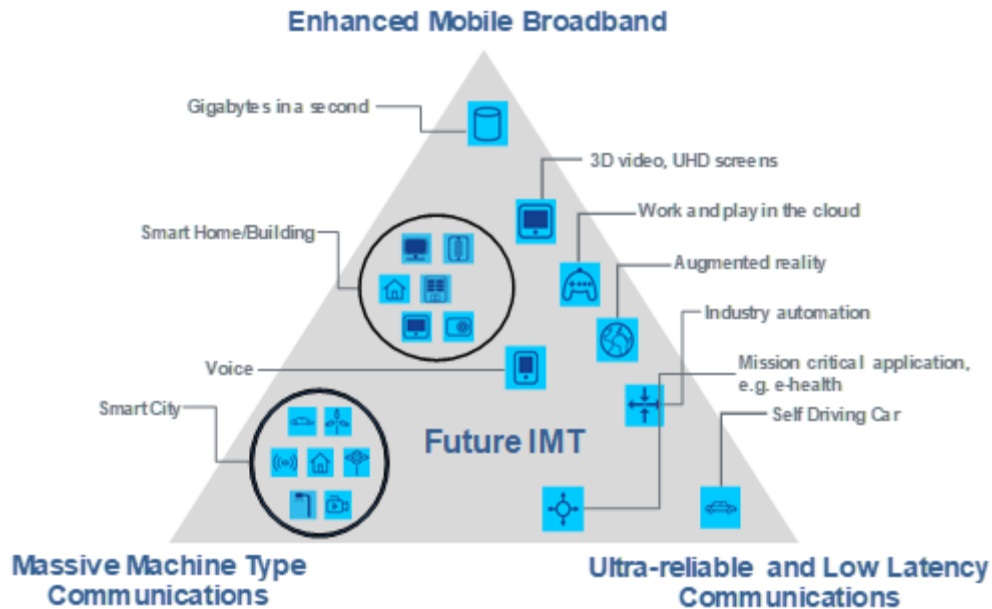 Enhanced Mobile Broadband
Gigabytes in a second
3D video, UHD screens
Work and play in the cloud
Smart Home/Building
Augmented reality
Industry automation
Voice
Mission critical application,
e.g. e-health
Smart City
Self Driving Car
Future IMT
Massive Machine Type
Communications
Ultra-reliable and Low Latency
Communications